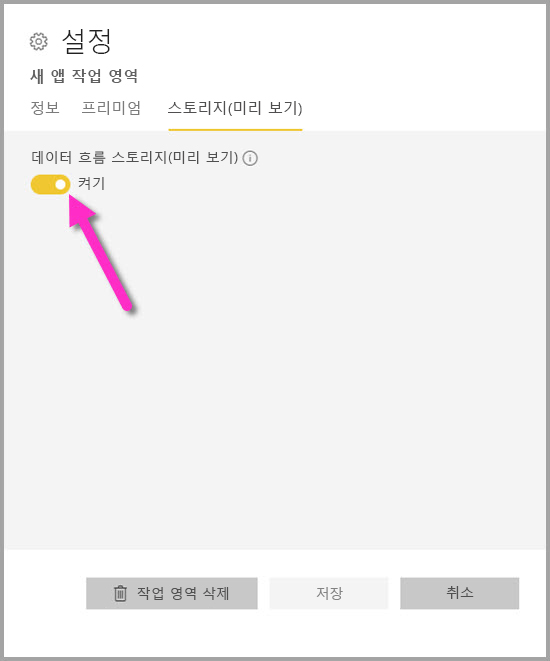 설정
새 앱 작업 영역
정보 프리미엄 스토리지(미리 보기)
데이터 흐름 스토리지(미리 보기)
켜기
작업 영역 삭제 저장 취소